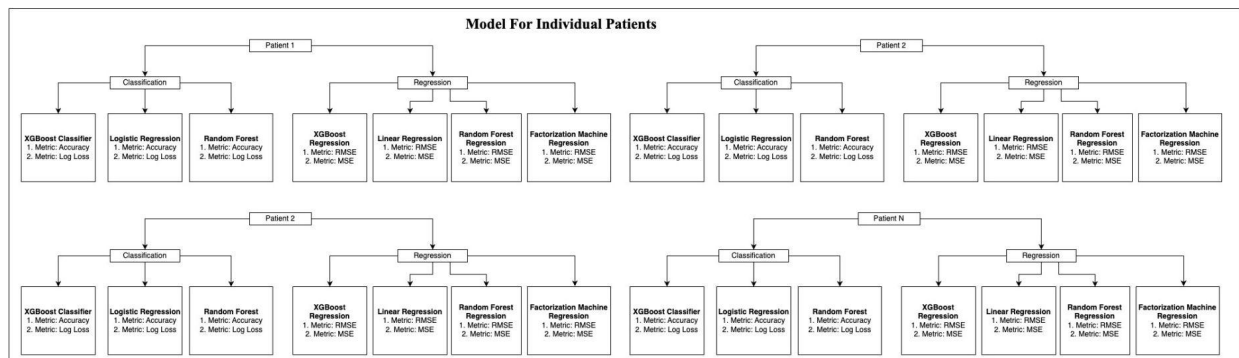 Model For Individual Patients
Patient 1
Classification
Regression
XGBoost Classifier
1. Metric: Accuracy
2. Metric: Log Loss
Logistic Regression
1. Metric: Accuracy
2. Metric: Log Loss
Random Forest
1. Metric: Accuracy
2. Metric: Log Loss
XGBoost
Regression
1. Metric: RMSE
2. Metric: MSE
Linear Regression
1. Metric: RMSE
2. Metric: MSE
Random Forest
Regression
1. Metric: RMSE
2. Metric: MSE
Factorization Machine
Regression
1. Metric: RMSE
2. Metric: MSE
Patient 2
Classification
Regression
XGBoost Classifier
1. Metric: Accuracy
2. Metric: Log Loss
Logistic Regression
1. Metric: Accuracy
2. Metric: Log Loss
Random Forest
1. Metric: Accuracy
2. Metric: Log Loss
XGBoost
Regression
1. Metric: RMSE
2. Metric: MSE
Linear Regression
1. Metric: RMSE
2. Metric: MSE
Random Forest
Regression
1. Metric: RMSE
2. Metric: MSE
Factorization Machine
Regression
1. Metric: RMSE
2. Metric: MSE
Patient 2
Classification
Regression
XGBoost Classifier
1. Metric: Accuracy
2. Metric: Log Loss
Logistic Regression
1. Metric: Accuracy
2. Metric: Log Loss
Random Forest
1. Metric: Accuracy
2. Metric: Log Loss
XGBoost
Regression
1. Metric: RMSE
2. Metric: MSE
Linear Regression
1. Metric: RMSE
2. Metric: MSE
Random Forest
Regression
1. Metric: RMSE
2. Metric: MSE
Factorization Machine
Regression
1. Metric: RMSE
2. Metric: MSE
Patient N
Classification
Regression
XGBoost Classifier
1. Metric: Accuracy
2. Metric: Log Loss
Logistic Regression
1. Metric: Accuracy
2. Metric: Log Loss
Random Forest
1. Metric: Accuracy
2. Metric: Log Loss
XGBoost
Regression
1. Metric: RMSE
2. Metric: MSE
Linear Regression
1. Metric: RMSE
2. Metric: MSE
Random Forest
Regression
1. Metric: RMSE
2. Metric: MSE
Factorization Machine
Regression
1. Metric: RMSE
2. Metric: MSE